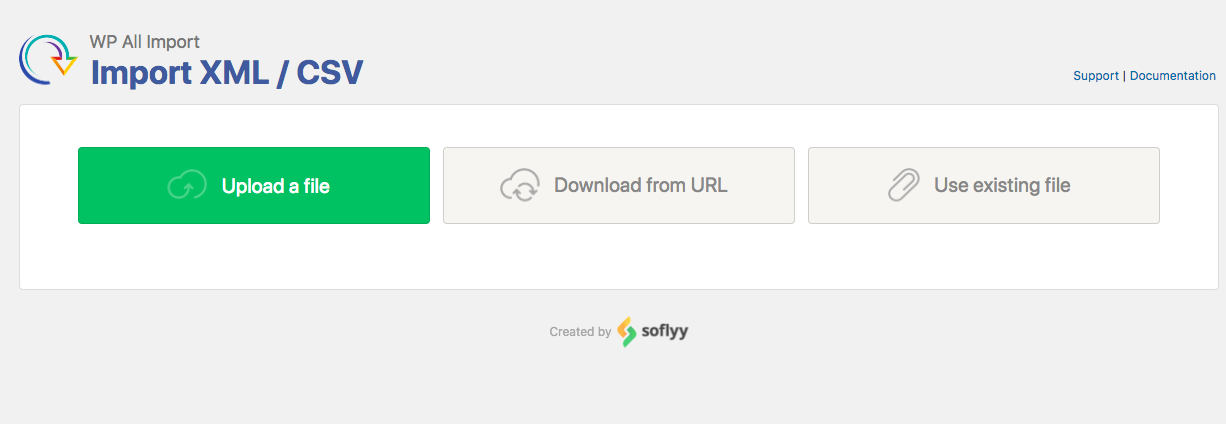 WP All Import
Import XML / CSV
Support | Documentation
Upload a file
Download from URL
Use existing file
Created by soflyy